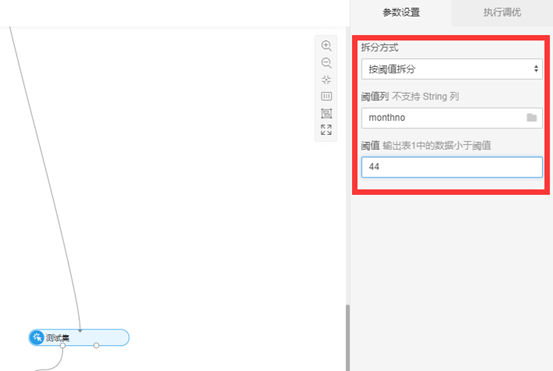 参数设置
执行调优
拆分方式
按阈值拆分
阈值列 不支持 String 列
monthno
阈值 输出表1中的数据小于阈值
44
测试集